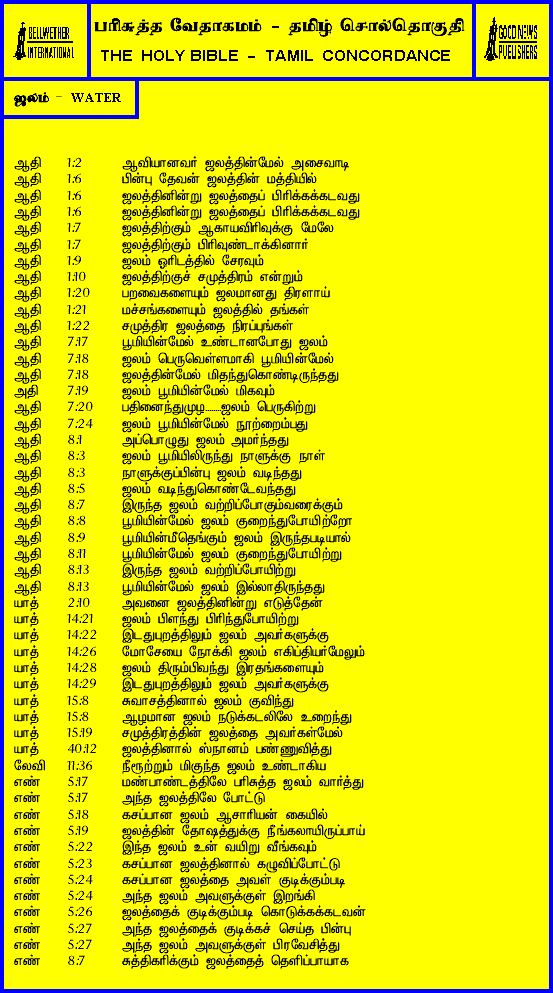 BELLWETHER
INTERNATIONAL
பரிசுத்த வேதாகமம் - தமிழ் சொல்தொகுதி
THE HOLY BIBLE - TAMIL CONCORDANCE
GOOD NEWS
PUBLISHERS
ஜலம் - WATER
ஆதி 1:2 ஆவியானவர் ஜலத்தின்மேல் அசைவாடி
ஆதி 1:6 பின்பு தேவன் ஜலத்தின் மத்தியில்
ஆதி 1:6 ஜலத்தினின்று ஜலத்தைப் பிரிக்கக்கடவது
ஆதி 1:6 ஜலத்தினின்று ஜலத்தைப் பிரிக்கக்கடவது
ஆதி 1:7 ஜலத்திற்கும் ஆகாயவிரிவுக்கு மேலே
ஆதி 1:7 ஜலத்திற்கும் பிரிவுண்டாக்கினார்
ஆதி 1:9 ஜலம் ஓரிடத்தில் சேரவும்
ஆதி 1:10 ஜலத்திற்குச் சமுத்திரம் என்றும்
ஆதி 1:20 பறவைகளையும் ஜலமானது திரளாய்
ஆதி 1:21 மச்சங்களையும் ஜலத்தில் தங்கள்
ஆதி 1:22 சமுத்திர ஜலத்தை நிரப்புங்கள்
ஆதி 7:17 பூமியின்மேல் உண்டானபோது ஜலம்
ஆதி 7:18 ஜலம் பெருவெள்ளமாகி பூமியின்மேல்
ஆதி 7:18 ஜலத்தின்மேல் மிதந்துகொண்டிருந்தது
அதி 7:19 ஜலம் பூமியின்மேல் மிகவும்
ஆதி 7:20 பதினைந்துமுழ.......ஜலம் பெருகிற்று
ஆதி 7:24 ஜலம் பூமியின்மேல் நூற்றைம்பது
ஆதி 8:1 அப்பொழுது ஜலம் அமர்ந்தது
ஆதி 8:3 ஜலம் பூமியிலிருந்து நாளுக்கு நாள்
ஆதி 8:3 நாளுக்குப்பின்பு ஜலம் வடிந்தது
ஆதி 8:5 ஜலம் வடிந்துகொண்டேவந்தது
ஆதி 8:7 இருந்த ஜலம் வற்றிப்போகும்வரைக்கும்
ஆதி 8:8 பூமியின்மேல் ஜலம் குறைந்துபோயிற்றோ
ஆதி 8:9 பூமியின்மீதெங்கும் ஜலம் இருந்தபடியால்
ஆதி 8:11 பூமியின்மேல் ஜலம் குறைந்துபோயிற்று
ஆதி 8:13 இருந்த ஜலம் வற்றிப்போயிற்று
ஆதி 8:13 பூமியின்மேல் ஜலம் இல்லாதிருந்தது
யாத் 2:10 அவனை ஜலத்தினின்று எடுத்தேன்
யாத் 14:21 ஜலம் பிளந்து பிரிந்துபோயிற்று
யாத் 14:22 இடதுபுறத்திலும் ஜலம் அவர்களுக்கு
யாத் 14:26 மோசேயை நோக்கி ஜலம் எகிப்தியர்மேலும்
யாத் 14:28 ஜலம் திரும்பிவந்து இரதங்களையும்
யாத் 14:29 இடதுபுறத்திலும் ஜலம் அவர்களுக்கு
யாத் 15:8 சுவாசத்தினால் ஜலம் குவிந்து
யாத் 15:8 ஆழமான ஜலம் நடுக்கடலிலே உறைந்து
யாத் 15:19 சமுத்திரத்தின் ஜலத்தை அவர்கள்மேல்
யாத் 40:12 ஜலத்தினால் ஸ்நானம் பண்ணுவித்து
லேவி 11:36 நீரூற்றும் மிகுந்த ஜலம் உண்டாகிய
எண் 5:17 மண்பாண்டத்திலே பரிசுத்த ஜலம் வார்த்து
எண் 5:17 அந்த ஜலத்திலே போட்டு
எண் 5:18 கசப்பான ஜலம் ஆசாரியன் கையில்
எண் 5:19 ஜலத்தின் தோஷத்துக்கு நீங்கலாயிருப்பாய்
எண் 5:22 இந்த ஜலம் உன் வயிறு வீங்கவும்
எண் 5:23 கசப்பான ஜலத்தினால் கழுவிப்போட்டு
எண் 5:24 கசப்பான ஜலத்தை அவள் குடிக்கும்படி
எண் 5:24 அந்த ஜலம் அவளுக்குள் இறங்கி
எண் 5:26 ஜலத்தைக் குடிக்கும்படி கொடுக்கக்கடவன்
எண் 5:27 அந்த ஜலத்தைக் குடிக்கச் செய்த பின்பு
எண் 5:27 அந்த ஜலம் அவளுக்குள் பிரவேசித்து
எண் 8:7 சுத்திகரிக்கும் ஜலத்தைத் தெளிப்பாயாக